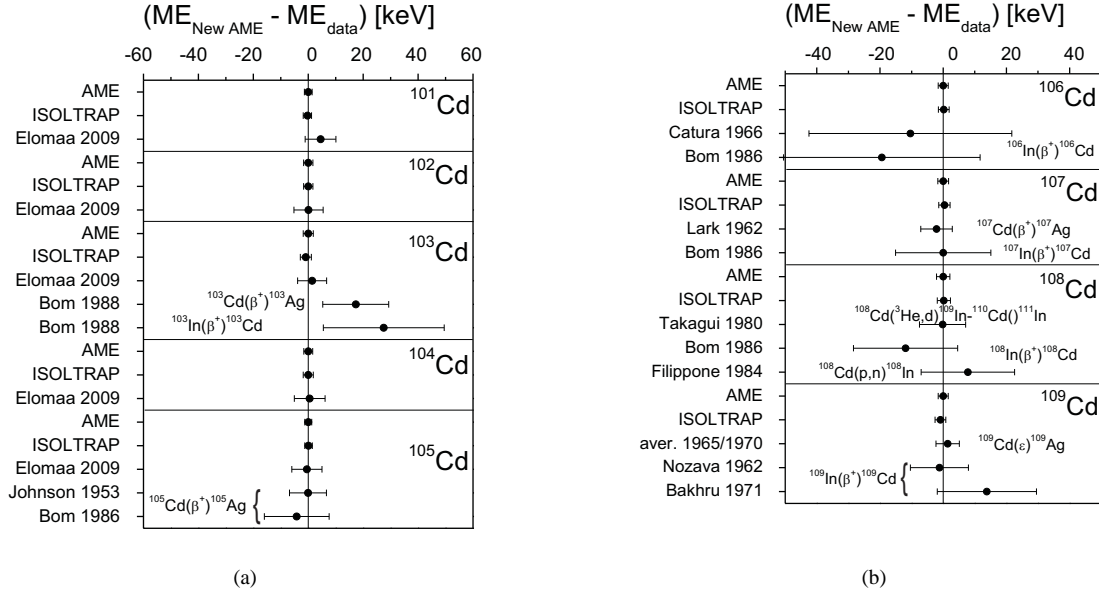 (ME_New AME - ME_data) [keV]
-60 -40 -20 0 20 40 60
AME
¹⁰¹Cd
ISOLTRAP
Elomaa 2009
AME
¹⁰²Cd
ISOLTRAP
Elomaa 2009
AME
¹⁰³Cd
ISOLTRAP
Elomaa 2009
Bom 1988 ¹⁰³Cd(β⁺)¹⁰³Ag
Bom 1988 ¹⁰³In(β⁺)¹⁰³Cd
AME
¹⁰⁴Cd
ISOLTRAP
Elomaa 2009
AME
¹⁰⁵Cd
ISOLTRAP
Elomaa 2009
Johnson 1953
¹⁰⁵Cd(β⁺)¹⁰⁵Ag {
Bom 1986
(a)
(ME_New AME - ME_data) [keV]
-40 -20 0 20 40
AME
¹⁰⁶Cd
ISOLTRAP
Catura 1966
¹⁰⁶In(β⁺)¹⁰⁶Cd
Bom 1986
AME
¹⁰⁷Cd
ISOLTRAP
Lark 1962 ¹⁰⁷Cd(β⁺)¹⁰⁷Ag
Bom 1986 ¹⁰⁷In(β⁺)¹⁰⁷Cd
AME
¹⁰⁸Cd
ISOLTRAP
¹⁰⁸Cd(³He,d)¹⁰⁹In-¹¹⁰Cd()¹¹¹In
Takagui 1980
Bom 1986 ¹⁰⁸In(β⁺)¹⁰⁸Cd
Filippone 1984 ¹⁰⁸Cd(p,n)¹⁰⁸In
AME
¹⁰⁹Cd
ISOLTRAP
aver. 1965/1970 ¹⁰⁹Cd(ε)¹⁰⁹Ag
Nozava 1962
¹⁰⁹In(β⁺)¹⁰⁹Cd {
Bakhru 1971
(b)